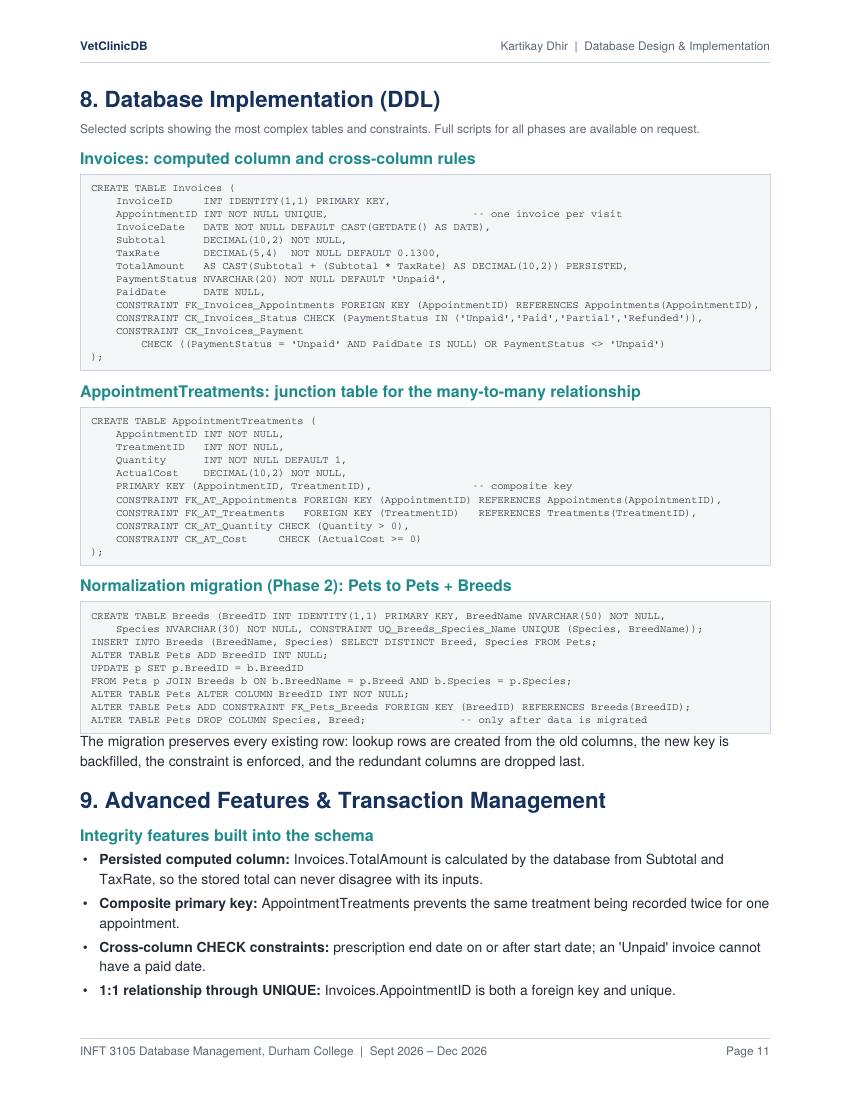 VetClinicDB
Kartikay Dhir | Database Design & Implementation
8. Database Implementation (DDL)
Selected scripts showing the most complex tables and constraints. Full scripts for all phases are available on request.
Invoices: computed column and cross-column rules
CREATE TABLE Invoices (
    InvoiceID     INT IDENTITY(1,1) PRIMARY KEY,
    AppointmentID INT NOT NULL UNIQUE,                       -- one invoice per visit
    InvoiceDate   DATE NOT NULL DEFAULT CAST(GETDATE() AS DATE),
    Subtotal      DECIMAL(10,2) NOT NULL,
    TaxRate       DECIMAL(5,4)  NOT NULL DEFAULT 0.1300,
    TotalAmount   AS CAST(Subtotal + (Subtotal * TaxRate) AS DECIMAL(10,2)) PERSISTED,
    PaymentStatus NVARCHAR(20) NOT NULL DEFAULT 'Unpaid',
    PaidDate      DATE NULL,
    CONSTRAINT FK_Invoices_Appointments FOREIGN KEY (AppointmentID) REFERENCES Appointments(AppointmentID),
    CONSTRAINT CK_Invoices_Status CHECK (PaymentStatus IN ('Unpaid','Paid','Partial','Refunded')),
    CONSTRAINT CK_Invoices_Payment
        CHECK ((PaymentStatus = 'Unpaid' AND PaidDate IS NULL) OR PaymentStatus <> 'Unpaid')
);
AppointmentTreatments: junction table for the many-to-many relationship
CREATE TABLE AppointmentTreatments (
    AppointmentID INT NOT NULL,
    TreatmentID   INT NOT NULL,
    Quantity      INT NOT NULL DEFAULT 1,
    ActualCost    DECIMAL(10,2) NOT NULL,
    PRIMARY KEY (AppointmentID, TreatmentID),                -- composite key
    CONSTRAINT FK_AT_Appointments FOREIGN KEY (AppointmentID) REFERENCES Appointments(AppointmentID),
    CONSTRAINT FK_AT_Treatments   FOREIGN KEY (TreatmentID)   REFERENCES Treatments(TreatmentID),
    CONSTRAINT CK_AT_Quantity CHECK (Quantity > 0),
    CONSTRAINT CK_AT_Cost     CHECK (ActualCost >= 0)
);
Normalization migration (Phase 2): Pets to Pets + Breeds
CREATE TABLE Breeds (BreedID INT IDENTITY(1,1) PRIMARY KEY, BreedName NVARCHAR(50) NOT NULL,
    Species NVARCHAR(30) NOT NULL, CONSTRAINT UQ_Breeds_Species_Name UNIQUE (Species, BreedName));
INSERT INTO Breeds (BreedName, Species) SELECT DISTINCT Breed, Species FROM Pets;
ALTER TABLE Pets ADD BreedID INT NULL;
UPDATE p SET p.BreedID = b.BreedID
FROM Pets p JOIN Breeds b ON b.BreedName = p.Breed AND b.Species = p.Species;
ALTER TABLE Pets ALTER COLUMN BreedID INT NOT NULL;
ALTER TABLE Pets ADD CONSTRAINT FK_Pets_Breeds FOREIGN KEY (BreedID) REFERENCES Breeds(BreedID);
ALTER TABLE Pets DROP COLUMN Species, Breed;               -- only after data is migrated
The migration preserves every existing row: lookup rows are created from the old columns, the new key is
backfilled, the constraint is enforced, and the redundant columns are dropped last.
9. Advanced Features & Transaction Management
Integrity features built into the schema
• Persisted computed column: Invoices.TotalAmount is calculated by the database from Subtotal and
TaxRate, so the stored total can never disagree with its inputs.
• Composite primary key: AppointmentTreatments prevents the same treatment being recorded twice for one
appointment.
• Cross-column CHECK constraints: prescription end date on or after start date; an 'Unpaid' invoice cannot
have a paid date.
• 1:1 relationship through UNIQUE: Invoices.AppointmentID is both a foreign key and unique.
INFT 3105 Database Management, Durham College | Sept 2026 – Dec 2026
Page 11